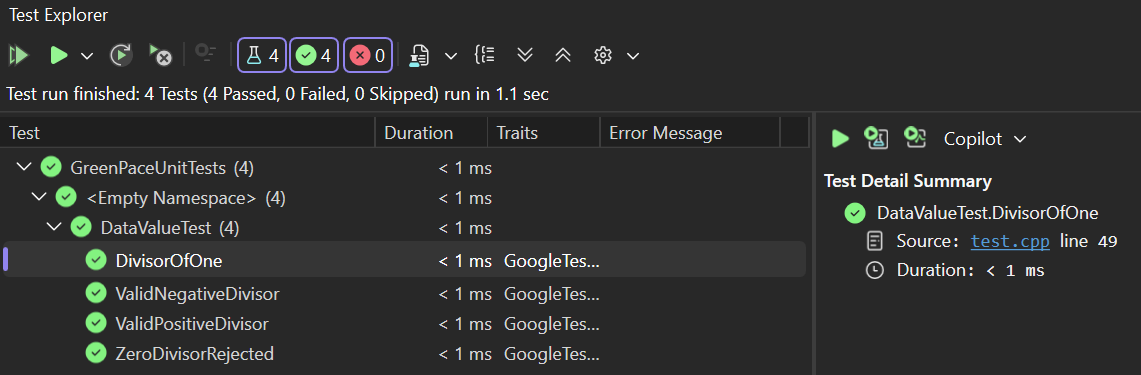 Test Explorer
4 4 0
Test run finished: 4 Tests (4 Passed, 0 Failed, 0 Skipped) run in 1.1 sec
Test Duration Traits Error Message
GreenPaceUnitTests (4) < 1 ms
<Empty Namespace> (4) < 1 ms
DataValueTest (4) < 1 ms
DivisorOfOne < 1 ms GoogleTes...
ValidNegativeDivisor < 1 ms GoogleTes...
ValidPositiveDivisor < 1 ms GoogleTes...
ZeroDivisorRejected < 1 ms GoogleTes...
Copilot
Test Detail Summary
DataValueTest.DivisorOfOne
Source: test.cpp line 49
Duration: < 1 ms